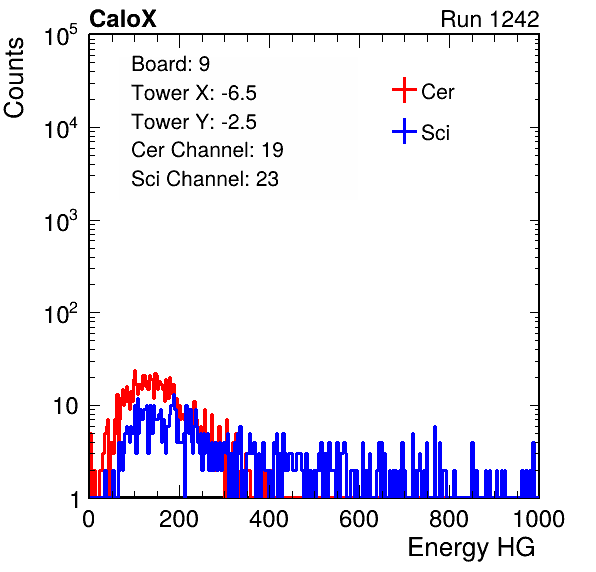 CaloX Run 1242
Counts
Board: 9
Tower X: -6.5
Tower Y: -2.5
Cer Channel: 19
Sci Channel: 23
Cer
Sci
10^5
10^4
10^3
10^2
10
1
0 200 400 600 800 1000
Energy HG